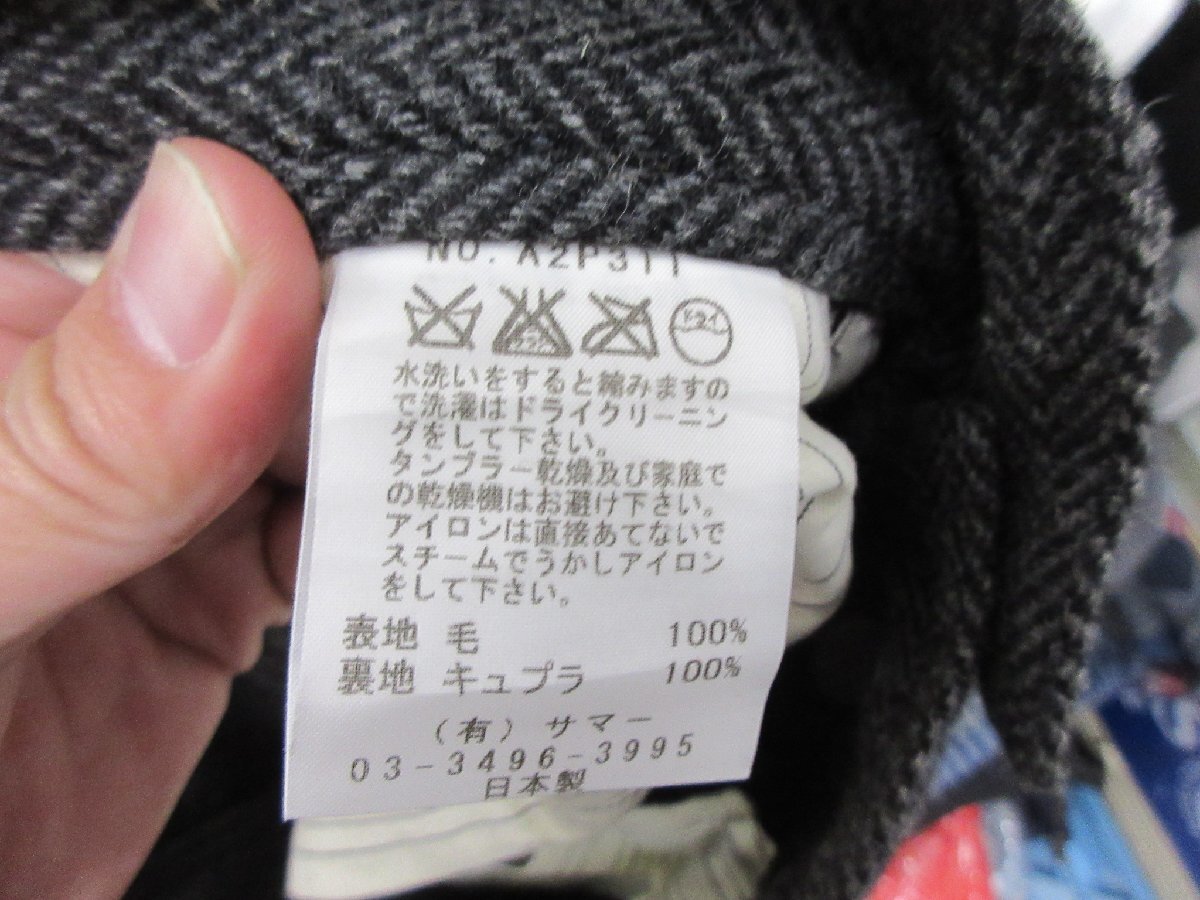 NO. A2P311
ドライ
水洗いをすると縮みますの
で洗濯はドライクリーニン
グをして下さい。
タンブラー乾燥及び家庭で
の乾燥機はお避け下さい。
アイロンは直接あてないで
スチームでうかしアイロン
をして下さい。
表地 毛 100%
裏地 キュプラ 100%
(有) サマー
03-3496-3995
日本製